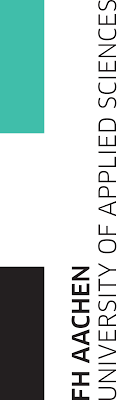 FH AACHEN
UNIVERSITY OF APPLIED SCIENCES